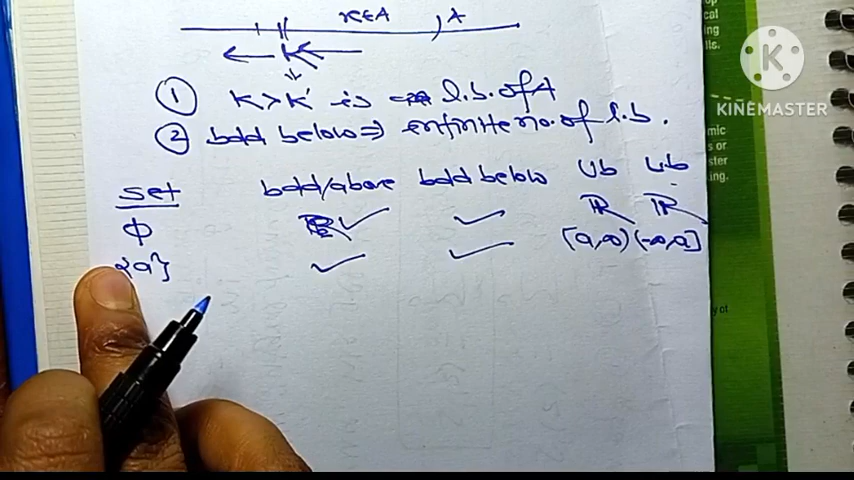 x∈A A
K
① K > K' is l.b. of A
② bdd below ⇒ infinite no. of l.b.
set bdd/above bdd below Ub Lb
ϕ ✓ ✓ ℝ ℝ
{a} ✓ ✓ [a,∞) (-∞,a]
K
KINEMASTER